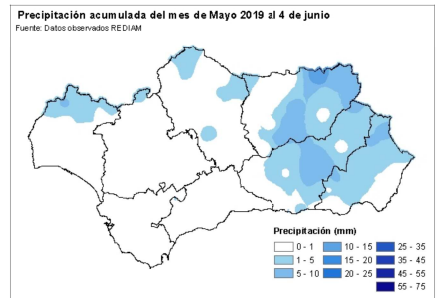 Precipitación acumulada del mes de Mayo 2019 al 4 de junio
Fuente: Datos observados REDIAM
Precipitación (mm)
0 - 1 10 - 15 25 - 35
1 - 5 15 - 20 35 - 45
5 - 10 20 - 25 45 - 55
55 - 75